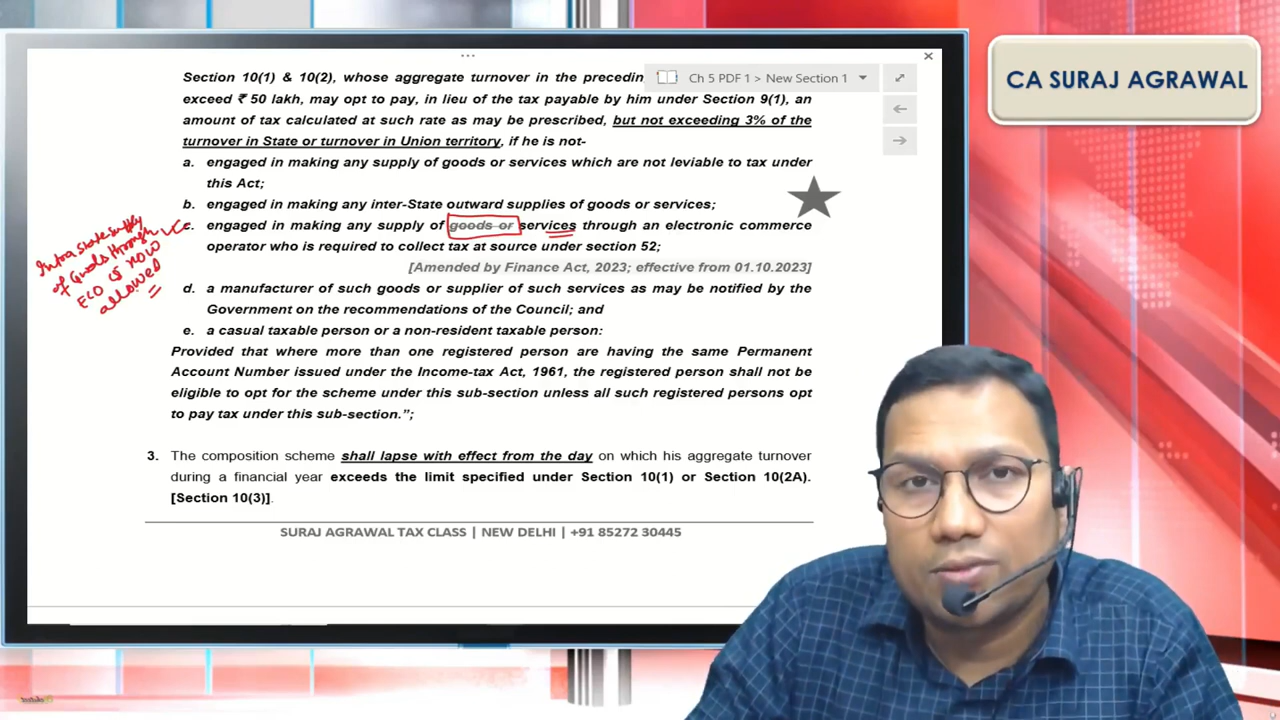 CA SURAJ AGRAWAL
Ch 5 PDF 1 > New Section 1
Section 10(1) & 10(2), whose aggregate turnover in the
exceed ₹ 50 lakh, may opt to pay, in lieu of the tax payable by him under Section 9(1), an
amount of tax calculated at such rate as may be prescribed, but not exceeding 3% of the
turnover in State or turnover in Union territory, if he is not-
a. engaged in making any supply of goods or services which are not leviable to tax under
this Act;
b. engaged in making any inter-State outward supplies of goods or services;
c. engaged in making any supply of goods or services through an electronic commerce
operator who is required to collect tax at source under section 52;
[Amended by Finance Act, 2023; effective from 01.10.2023]
Intra State supply
of Goods through
ECO is now
allowed
d. a manufacturer of such goods or supplier of such services as may be notified by the
Government on the recommendations of the Council; and
e. a casual taxable person or a non-resident taxable person:
Provided that where more than one registered person are having the same Permanent
Account Number issued under the Income-tax Act, 1961, the registered person shall not be
eligible to opt for the scheme under this sub-section unless all such registered persons opt
to pay tax under this sub-section.”;
3. The composition scheme shall lapse with effect from the day on which his aggregate turnover
during a financial year exceeds the limit specified under Section 10(1) or Section 10(2A).
[Section 10(3)].
SURAJ AGRAWAL TAX CLASS | NEW DELHI | +91 85272 30445